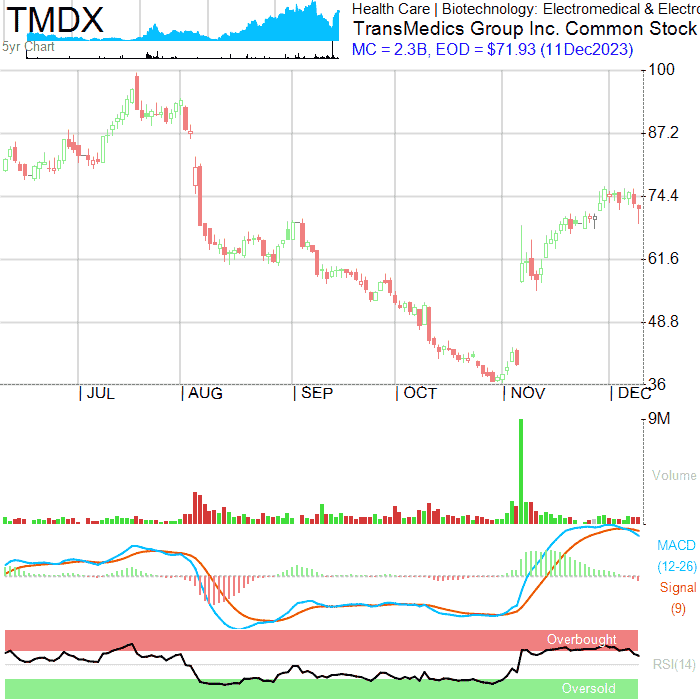 TMDX
5yr Chart
Health Care | Biotechnology: Electromedical & Electro
TransMedics Group Inc. Common Stock
MC = 2.3B, EOD = $71.93 (11Dec2023)
100
87.2
74.4
61.6
48.8
36
| JUL | AUG | SEP | OCT | NOV | DEC
9M
Volume
MACD
(12-26)
Signal
(9)
Overbought
RSI(14)
Oversold